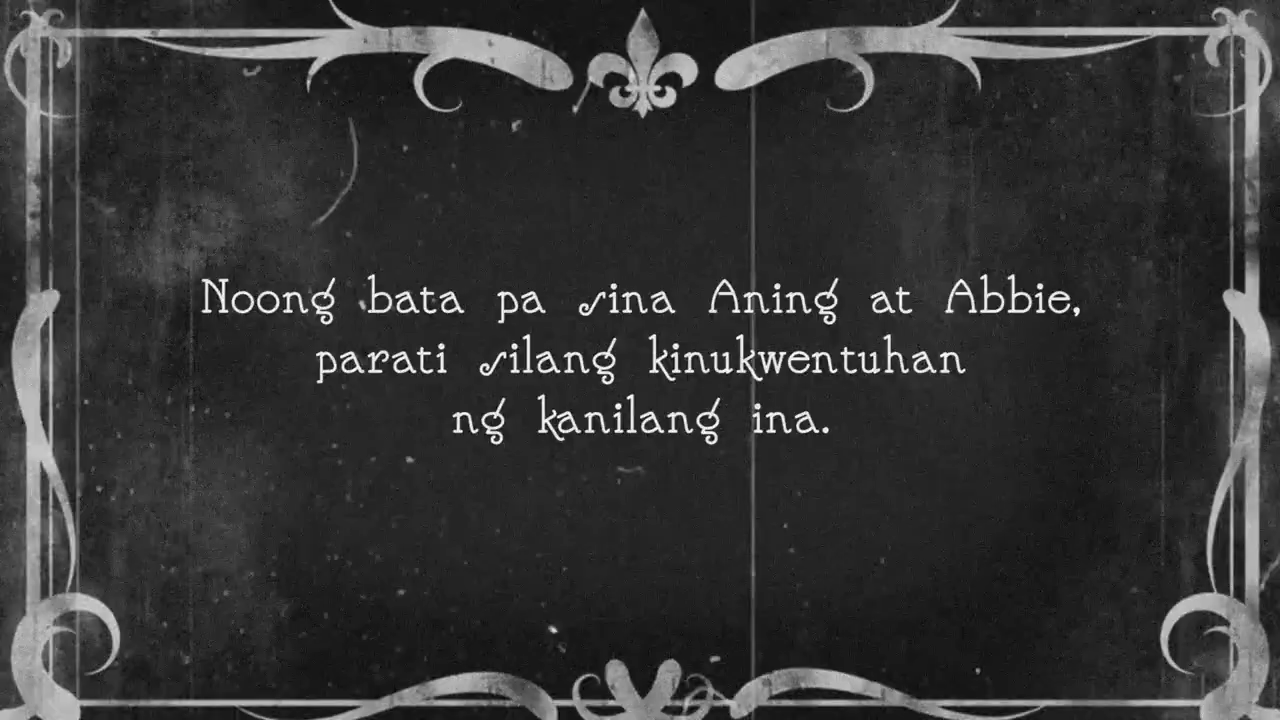 Noong bata pa sina Aning at Abbie,
parati silang kinukwentuhan
ng kanilang ina.